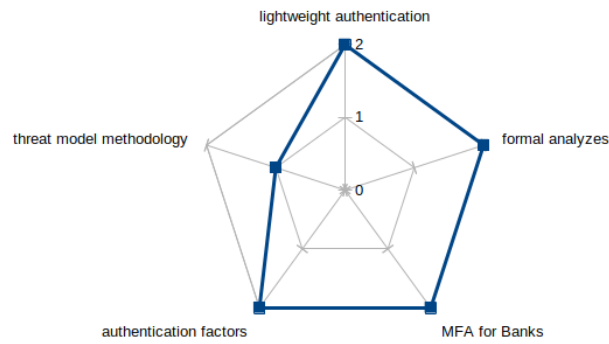 lightweight authentication
2
threat model methodology
1
formal analyzes
0
authentication factors
MFA for Banks